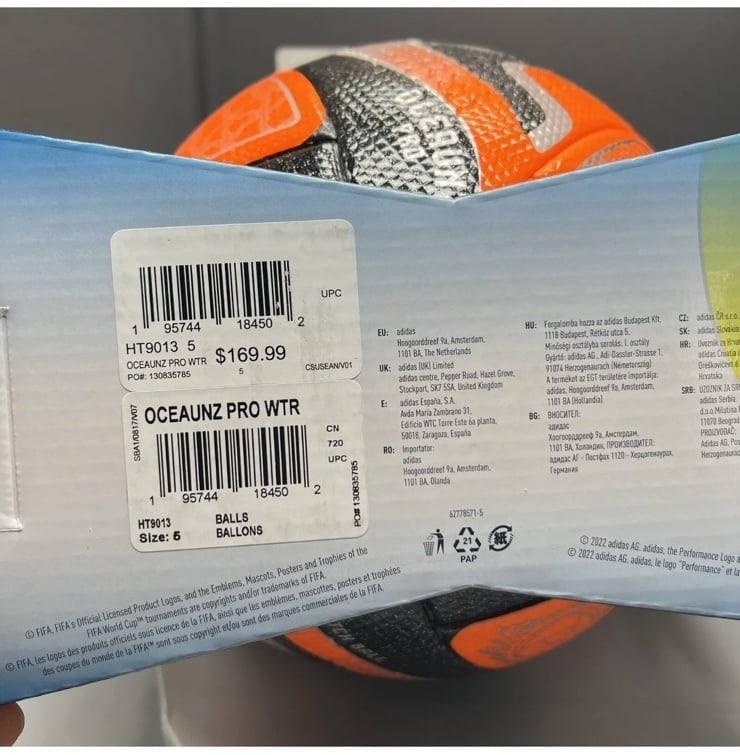 OCEAUNZ
PRO
UPC
1 95744 18450 2
HT9013 5
OCEAUNZ PRO WTR
$169.99
5
PO#: 130835785
CSUSEAN/V01
OCEAUNZ PRO WTR
SBA1/0817/V07
CN
720
UPC
1 95744 18450 2
PO# 130835785
HT9013
Size: 5
BALLS
BALLONS
EU: adidas
Hoogoorddreef 9a, Amsterdam,
1101 BA, The Netherlands
UK: adidas (UK) Limited
adidas centre, Pepper Road, Hazel Grove,
Stockport, SK7 5SA, United Kingdom
E: adidas España, S.A.
Avda María Zambrano 31,
Edificio WTC Torre Este 6a planta,
50018, Zaragoza, España
RO: Importator:
adidas
Hoogoorddreef 9a, Amsterdam,
1101 BA, Olanda
HU: Forgalomba hozza az adidas Budapest Kft,
1118 Budapest, Rétköz utca 5.
Minőségi osztályba sorolás: I. osztály
Gyártó: adidas AG., Adi-Dassler-Strasse 1,
91074 Herzogenaurach (Németország)
A terméket az EGT területére importálja:
adidas, Hoogoorddreef 9a, Amsterdam,
1101 BA (Hollandia)
BG: ВНОСИТЕЛ:
адидас
Хоогоорддрееф 9а, Амстердам,
1101 ВА, Холандия, ПРОИЗВОДИТЕЛ:
адидас АГ - Постфах 1120 - Херцогенаурах,
Германия
CZ: adidas ČR s.r.o.
SK: adidas Slovakia,
HR: Uvoznik za
adidas Croatia
Hrvatska
SRB: UZOZNIK ZA
adidas Serbia
d.o.o.
11070 Beograd
PROIZVOĐAČ:
Adidas AG,
62778571-5
21
PAP
紙
© 2022 adidas AG. adidas, the Performance Logo
© 2022 adidas AG. adidas, le logo "Performance" et
© FIFA, FIFA's Official Licensed Product Logos, and the Emblems, Mascots, Posters and Trophies of the
FIFA World Cup™ tournaments are copyrights and/or trademarks of FIFA.
© FIFA, les logos des produits officiels sous licence de la FIFA, ainsi que les emblèmes, mascottes, posters et trophées
des coupes du monde de la FIFA™ sont sous copyright et/ou sont des marques commerciales de la FIFA.
BALL